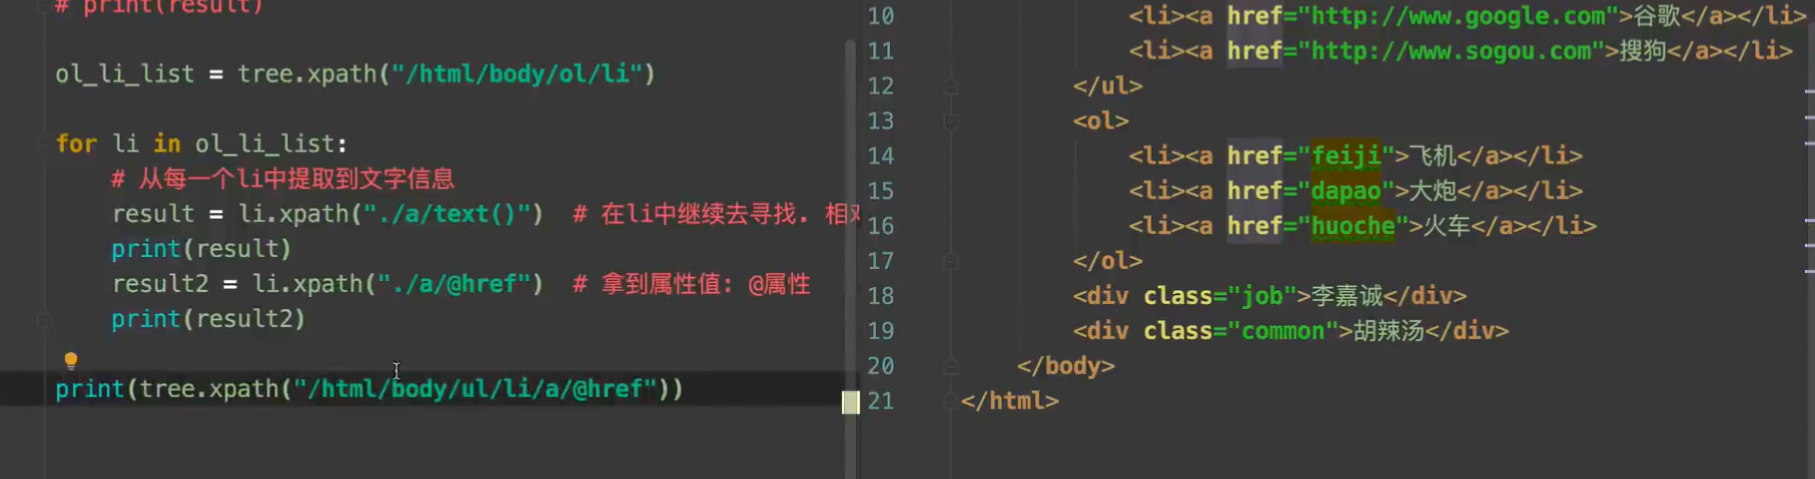 # print(result)
ol_li_list = tree.xpath("/html/body/ol/li")
for li in ol_li_list:
# 从每一个li中提取到文字信息
result = li.xpath("./a/text()")  # 在li中继续去寻找. 相对
print(result)
result2 = li.xpath("./a/@href")  # 拿到属性值: @属性
print(result2)
print(tree.xpath("/html/body/ul/li/a/@href"))
10 <li><a href="http://www.google.com">谷歌</a></li>
11 <li><a href="http://www.sogou.com">搜狗</a></li>
12 </ul>
13 <ol>
14 <li><a href="feiji">飞机</a></li>
15 <li><a href="dapao">大炮</a></li>
16 <li><a href="huoche">火车</a></li>
17 </ol>
18 <div class="job">李嘉诚</div>
19 <div class="common">胡辣汤</div>
20 </body>
21 </html>